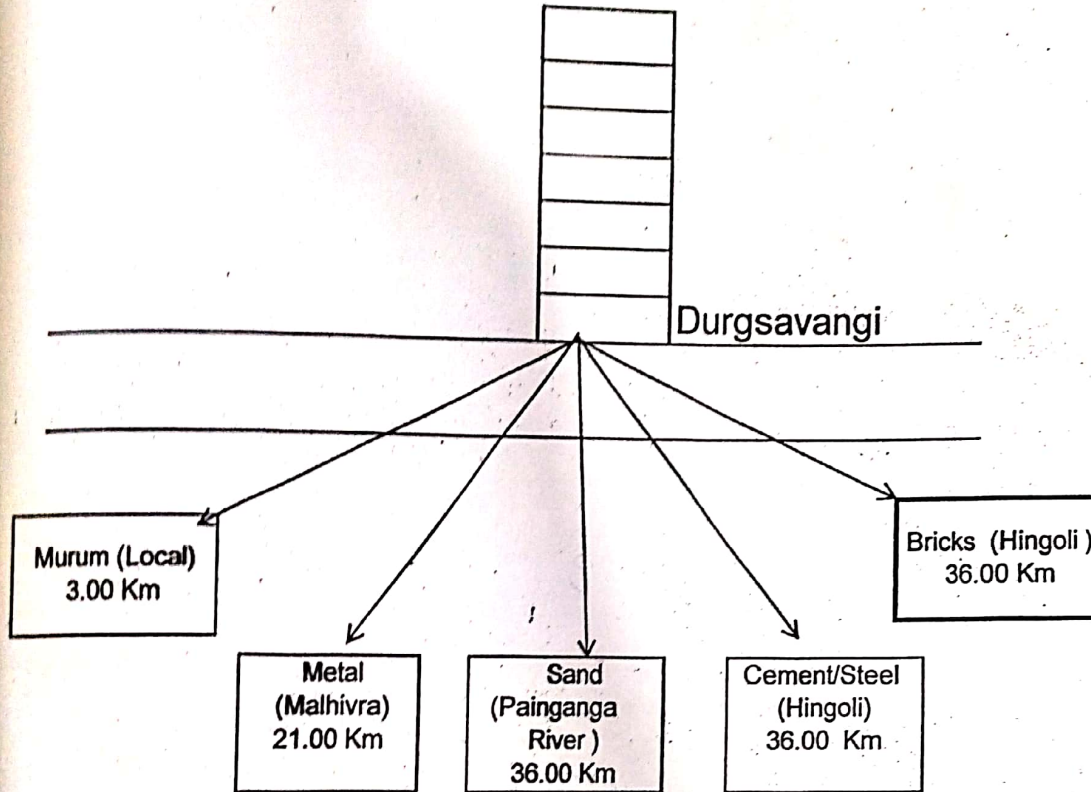 Durgsavangi
Murum (Local)
3.00 Km
Metal
(Malhivra)
21.00 Km
Sand
(Painganga
River )
36.00 Km
Cement/Steel
(Hingoli)
36.00 Km
Bricks (Hingoli )
36.00 Km